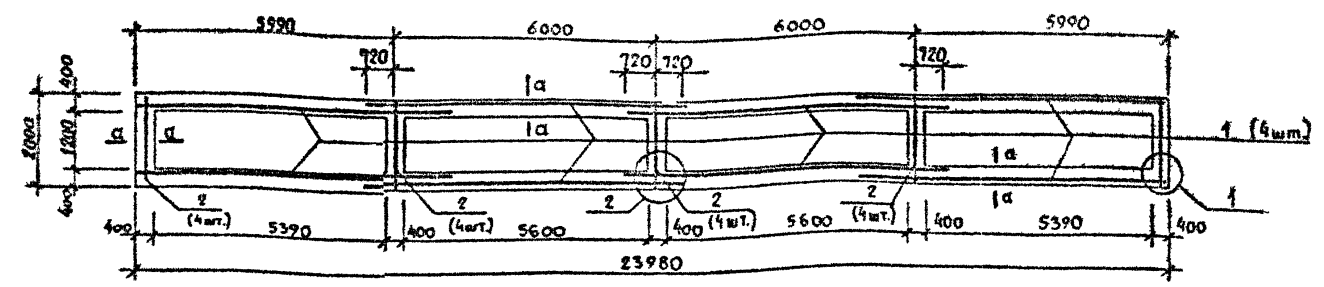 5990 6000 6000 5990
720 720 720 720
400 а
2000 1200 а а а 1 (4шт)
а
400 2 2 2 2 2 а 1
(4шт.) (4шт.) (4шт.) (4шт.)
400 5390 400 5600 400 5600 400 5390 400
23980